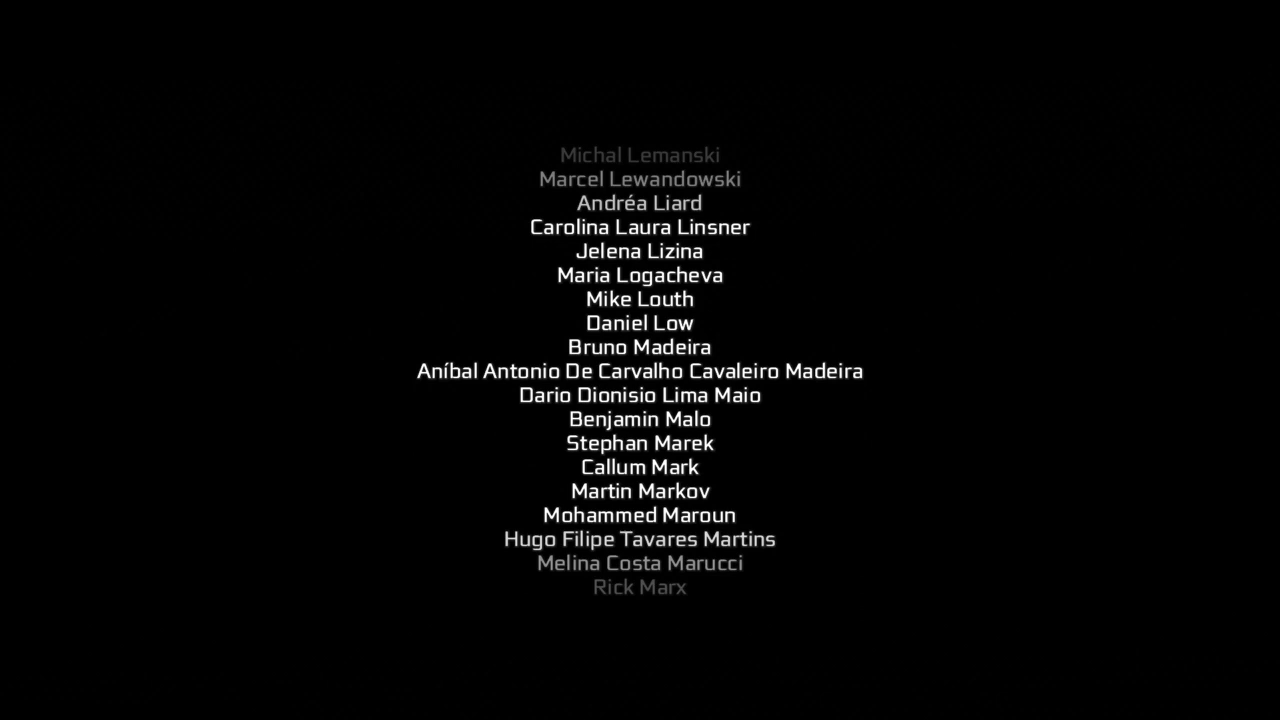 Michal Lemanski
Marcel Lewandowski
Andréa Liard
Carolina Laura Linsner
Jelena Lizina
Maria Logacheva
Mike Louth
Daniel Low
Bruno Madeira
Aníbal Antonio De Carvalho Cavaleiro Madeira
Dario Dionisio Lima Maio
Benjamin Malo
Stephan Marek
Callum Mark
Martin Markov
Mohammed Maroun
Hugo Filipe Tavares Martins
Melina Costa Marucci
Rick Marx